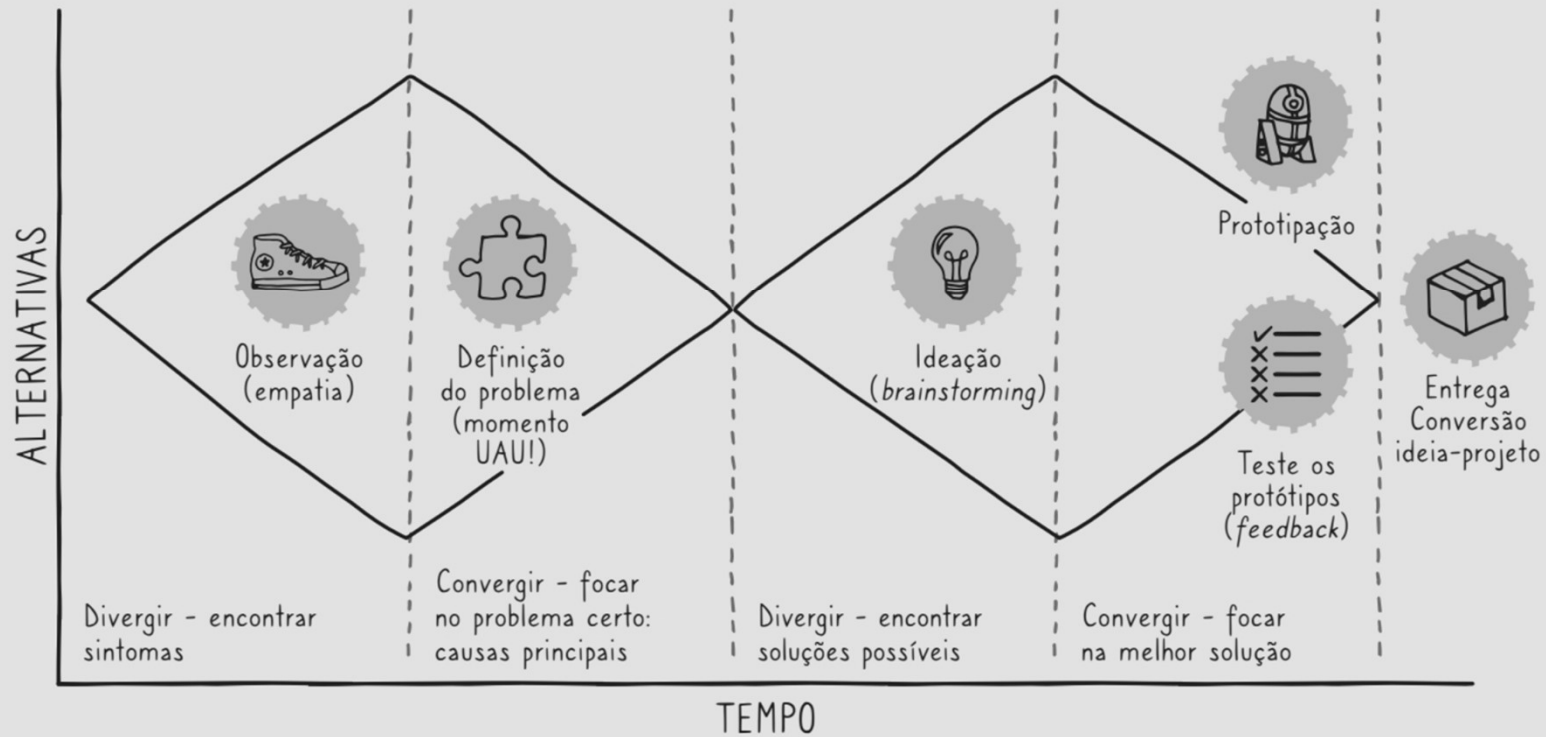 ALTERNATIVAS
Observação
(empatia)
Definição
do problema
(momento
UAU!)
Ideação
(brainstorming)
Prototipação
Teste os
protótipos
(feedback)
Entrega
Conversão
ideia-projeto
Divergir - encontrar
sintomas
Convergir - focar
no problema certo:
causas principais
Divergir - encontrar
soluções possíveis
Convergir - focar
na melhor solução
TEMPO